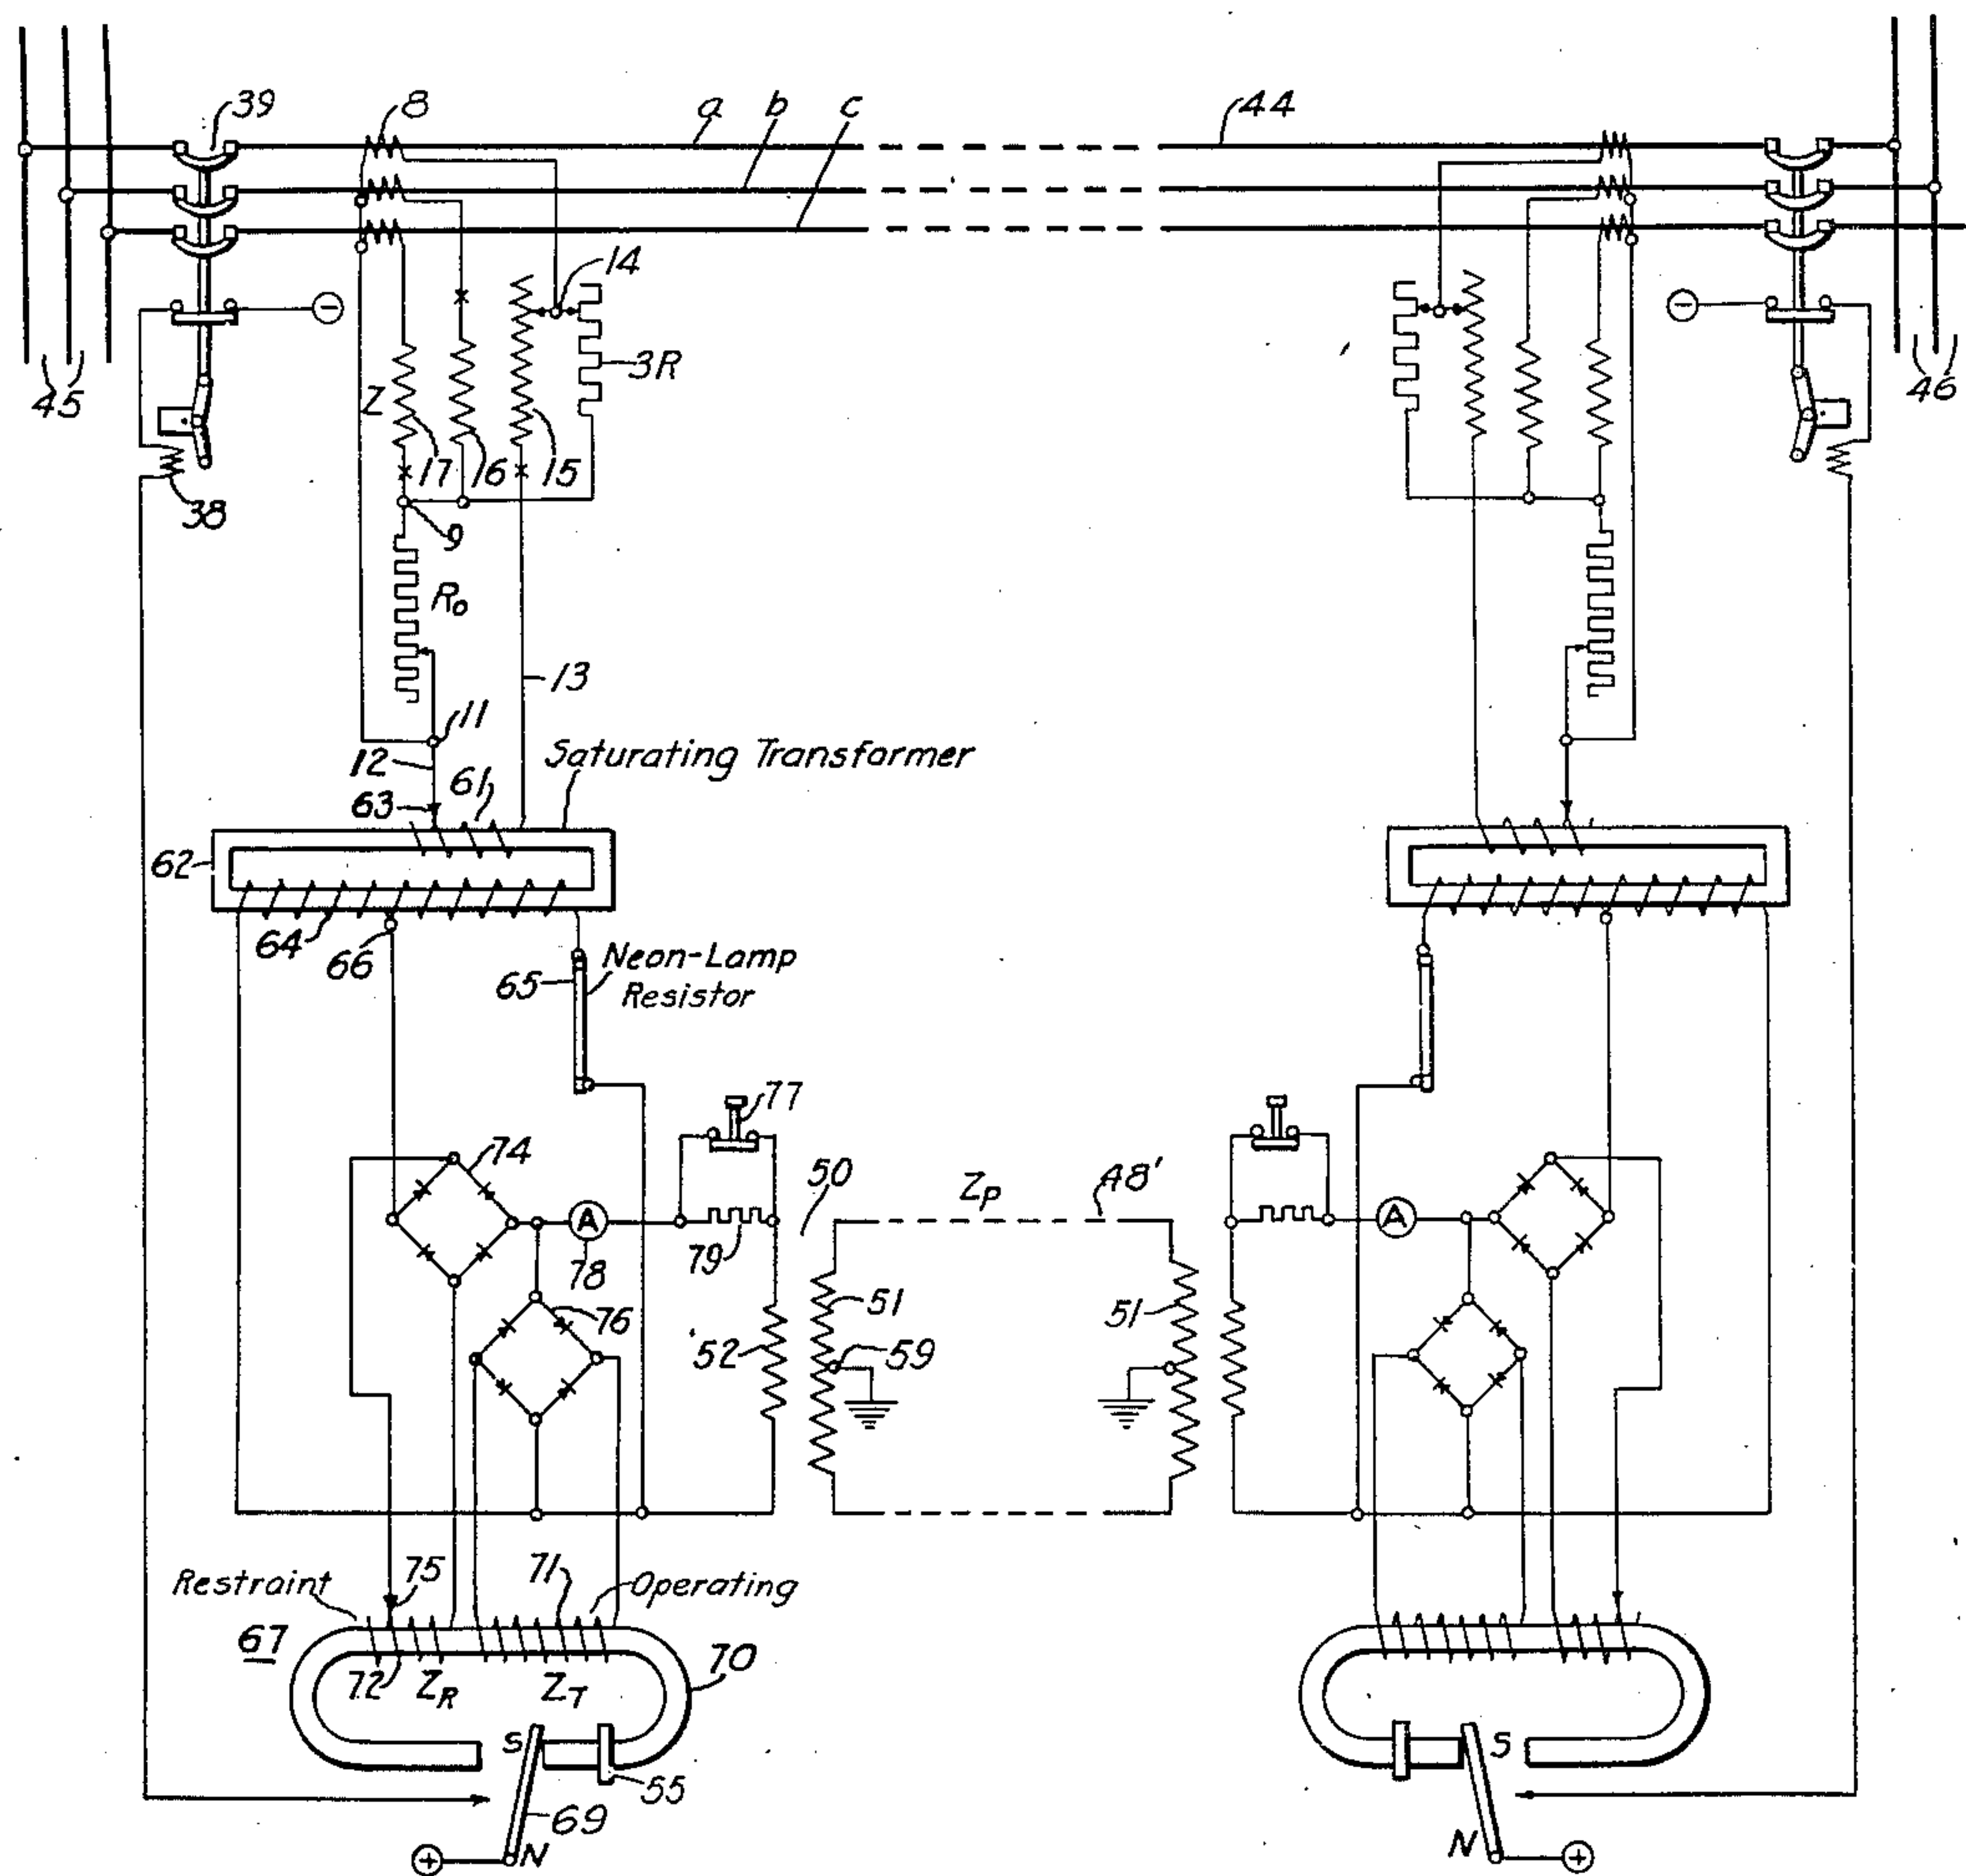 39
8
a
b
c
44
14
3R
45
Z
17
16
15
46
38
9
Ro
13
11
12
Saturating Transformer
61
63
62
64
66
Neon-Lamp
65
Resistor
77
74
50
ZP
48'
A
A
78
79
76
51
51
52
59
Restraint
75
71
Operating
67
72
ZR
ZT
70
S
S
55
69
N
N
+
+
−
−